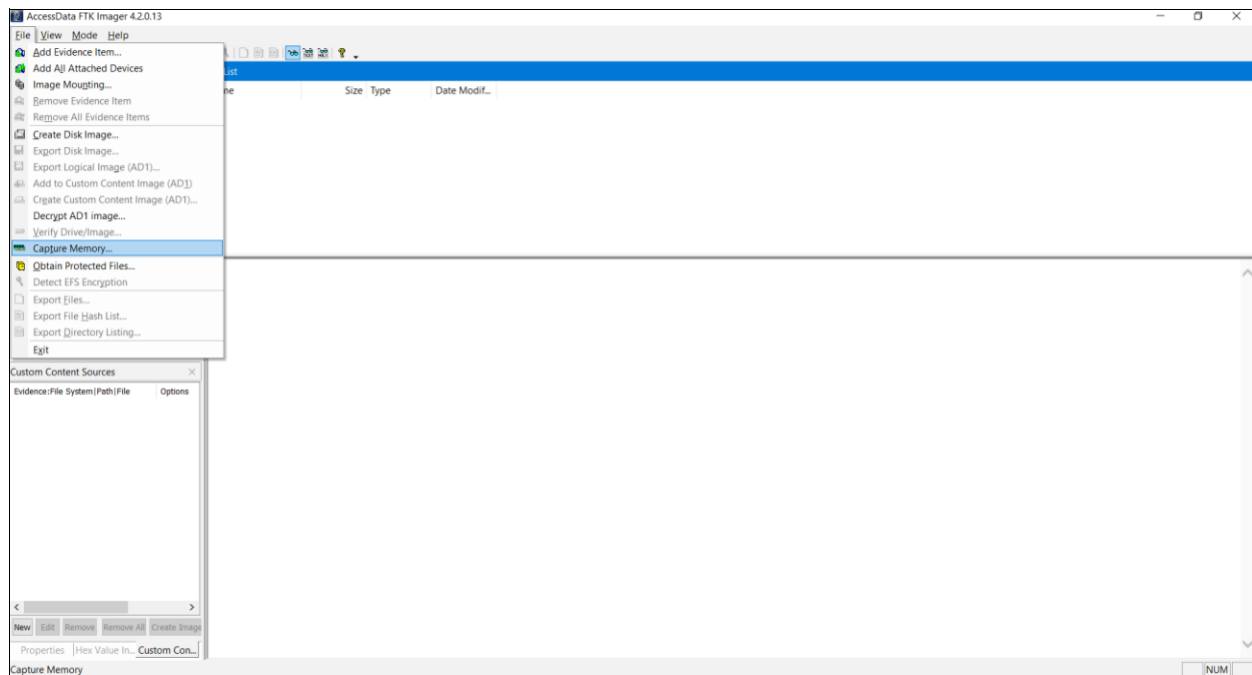 AccessData FTK Imager 4.2.0.13
File View Mode Help
Add Evidence Item...
Add All Attached Devices
List
Image Mounting...
ne Size Type Date Modif...
Remove Evidence Item
Remove All Evidence Items
Create Disk Image...
Export Disk Image...
Export Logical Image (AD1)...
Add to Custom Content Image (AD1)
Create Custom Content Image (AD1)...
Decrypt AD1 image...
Verify Drive/Image...
Capture Memory...
Obtain Protected Files...
Detect EFS Encryption
Export Files...
Export File Hash List...
Export Directory Listing...
Exit
Custom Content Sources
Evidence:File System|Path|File Options
New Edit Remove Remove All Create Image
Properties Hex Value In... Custom Con...
Capture Memory NUM